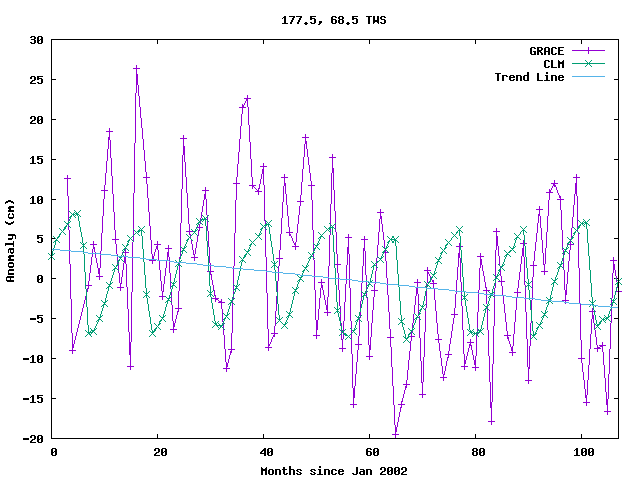 177.5, 68.5 TWS
GRACE
CLM
Trend Line
30
25
20
15
10
5
0
-5
-10
-15
-20
Anomaly (cm)
0 20 40 60 80 100
Months since Jan 2002